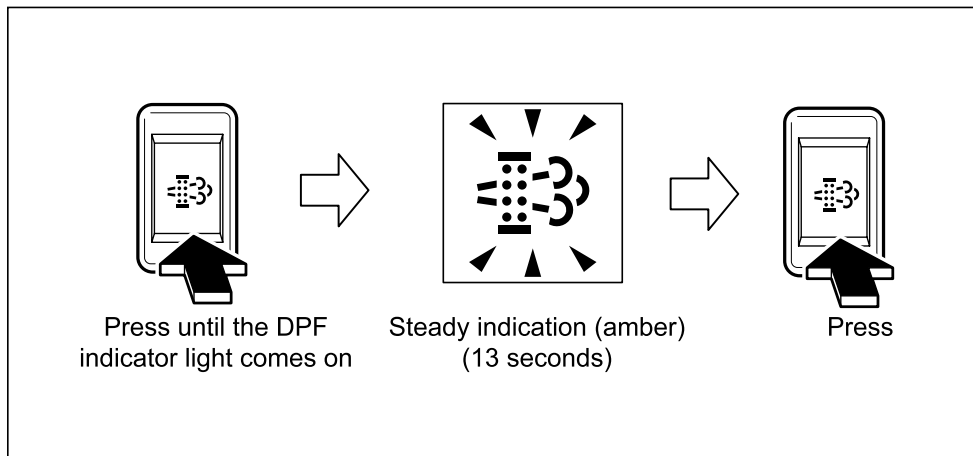 Press until the DPF
indicator light comes on
Steady indication (amber)
(13 seconds)
Press